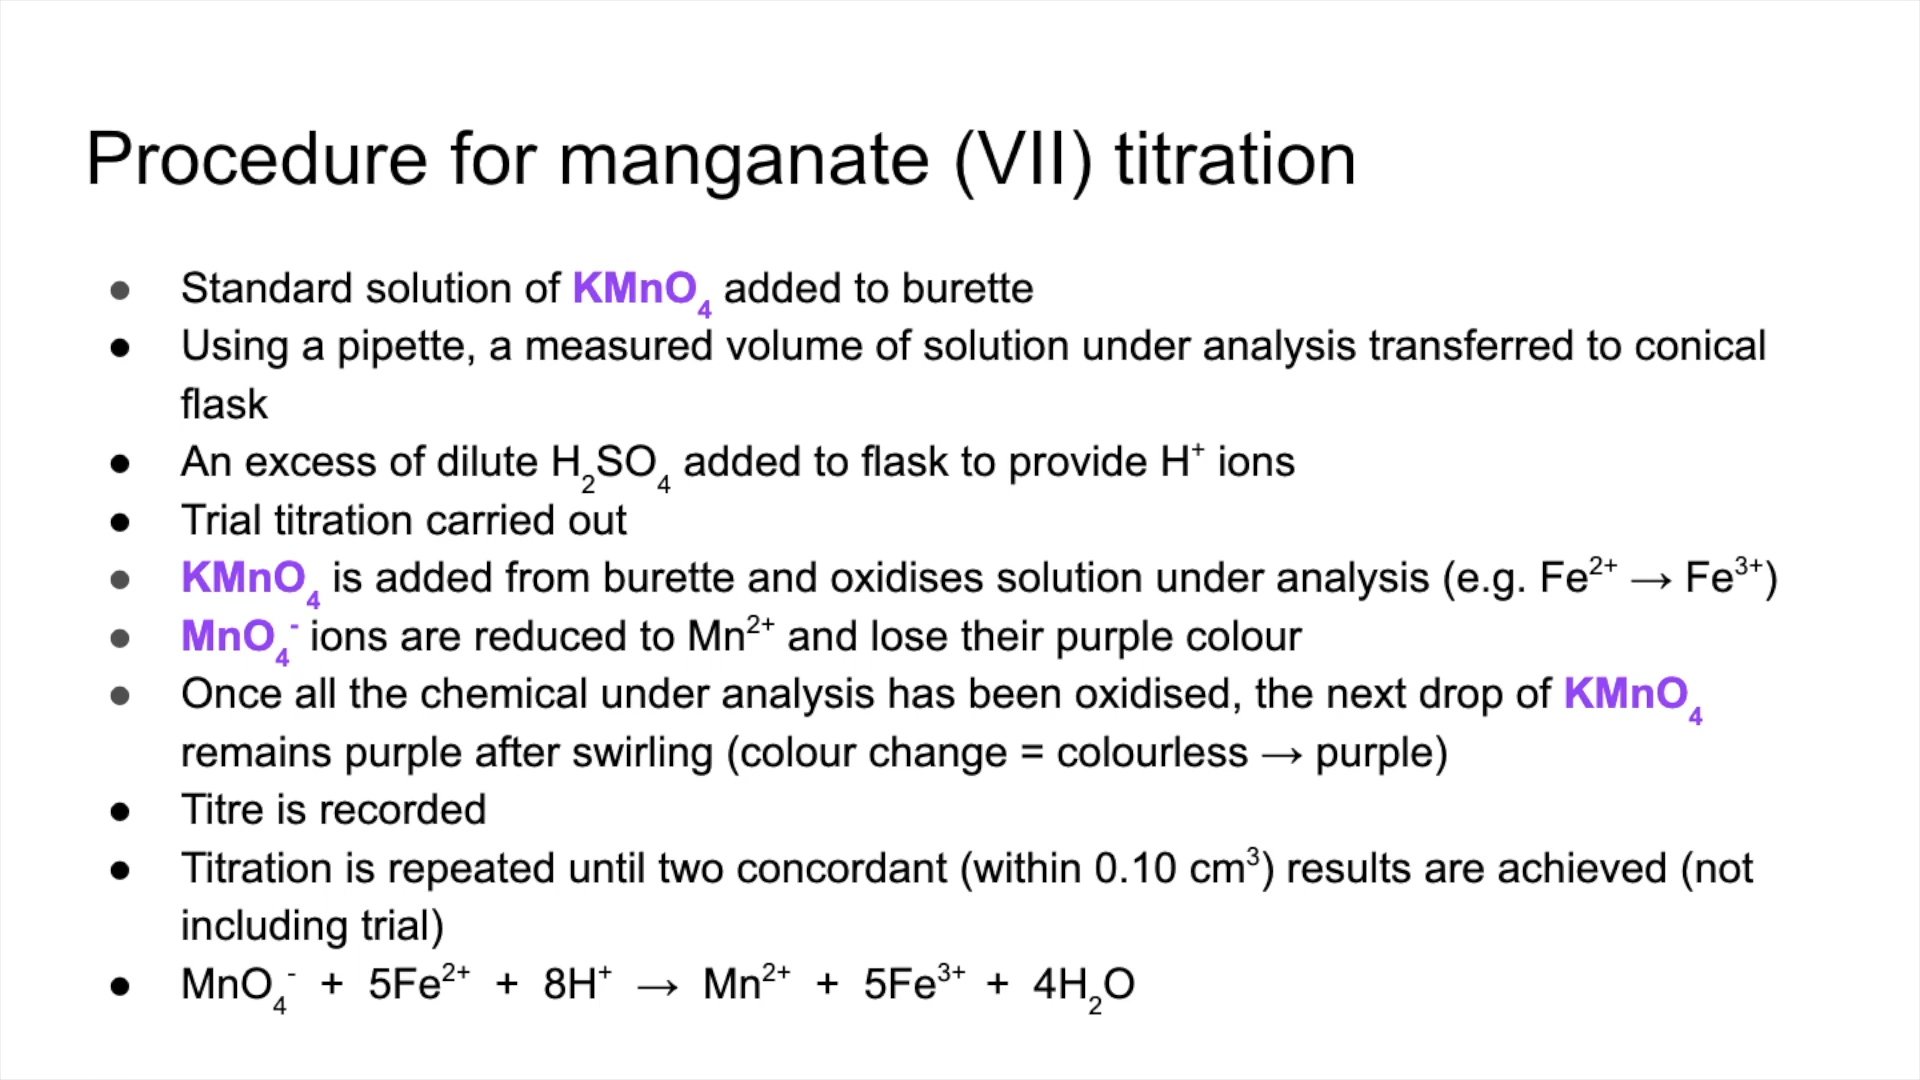 Procedure for manganate (VII) titration
● Standard solution of KMnO₄ added to burette
● Using a pipette, a measured volume of solution under analysis transferred to conical
flask
● An excess of dilute H₂SO₄ added to flask to provide H⁺ ions
● Trial titration carried out
● KMnO₄ is added from burette and oxidises solution under analysis (e.g. Fe²⁺ → Fe³⁺)
● MnO₄⁻ ions are reduced to Mn²⁺ and lose their purple colour
● Once all the chemical under analysis has been oxidised, the next drop of KMnO₄
remains purple after swirling (colour change = colourless → purple)
● Titre is recorded
● Titration is repeated until two concordant (within 0.10 cm³) results are achieved (not
including trial)
● MnO₄⁻ + 5Fe²⁺ + 8H⁺ → Mn²⁺ + 5Fe³⁺ + 4H₂O